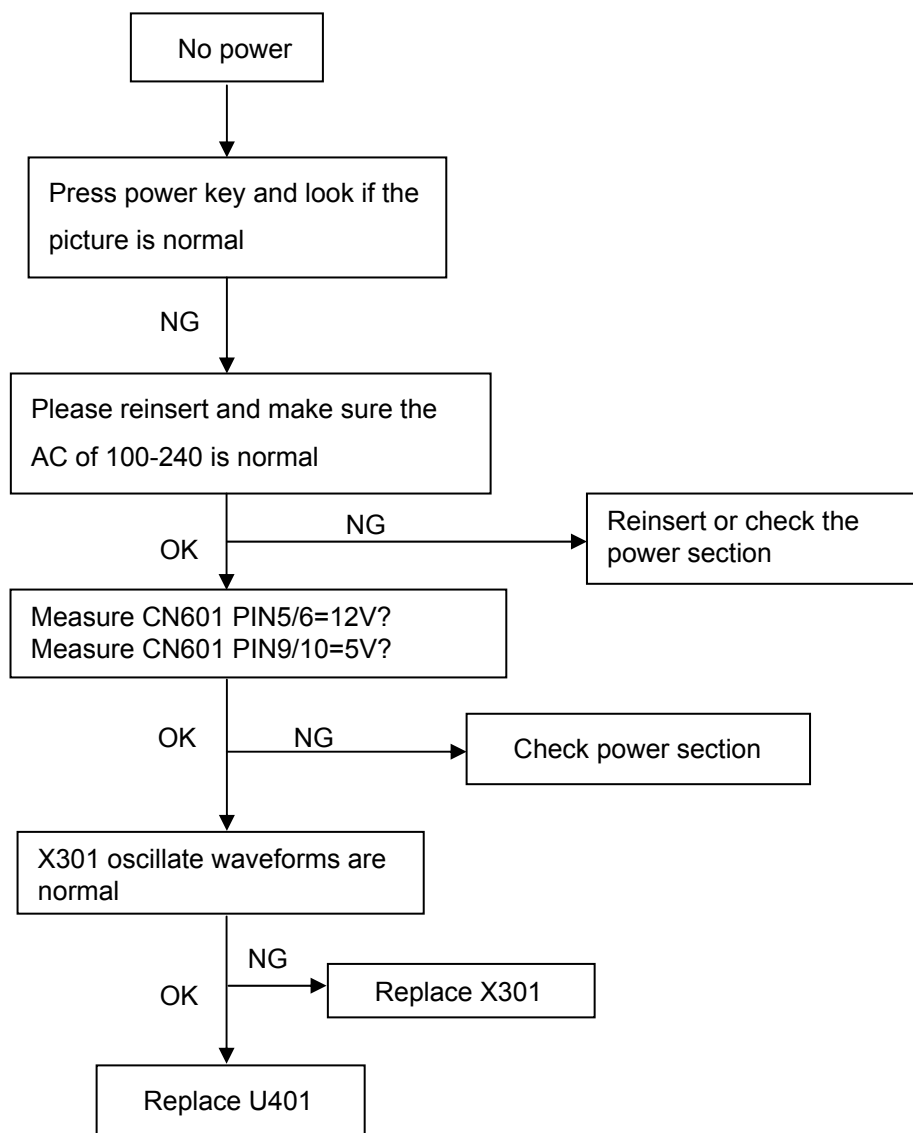 No power
Press power key and look if the
picture is normal
NG
Please reinsert and make sure the
AC of 100-240 is normal
NG
OK
Reinsert or check the
power section
Measure CN601 PIN5/6=12V?
Measure CN601 PIN9/10=5V?
OK
NG
Check power section
X301 oscillate waveforms are
normal
NG
OK
Replace X301
Replace U401